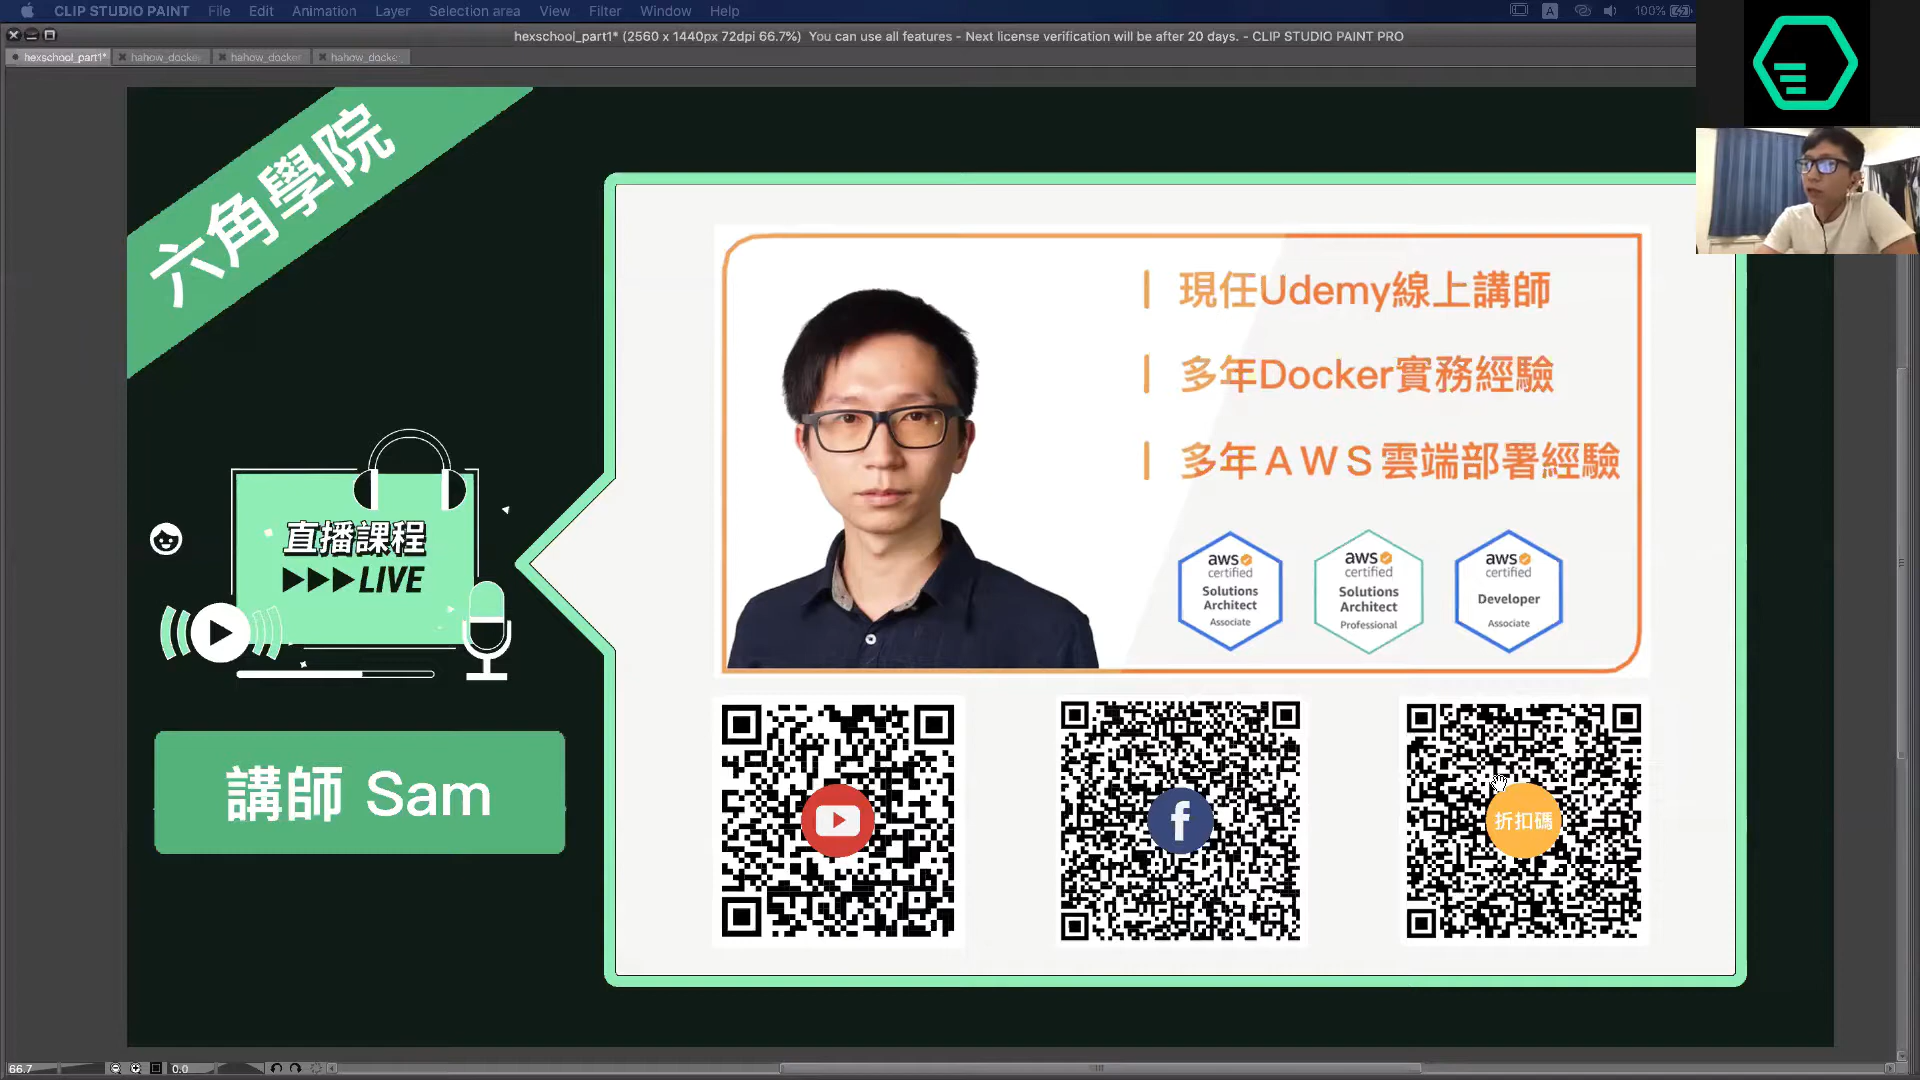 CLIP STUDIO PAINT File Edit Animation Layer Selection area View Filter Window Help 100%
hexschool_part1* (2560 x 1440px 72dpi 66.7%) You can use all features - Next license verification will be after 20 days. - CLIP STUDIO PAINT PRO
hexschool_part1* hahow_docke hahow_docker hahow_docke
六角學院
現任Udemy線上講師
多年Docker實務經驗
多年AWS雲端部署經驗
直播課程
LIVE
aws certified Solutions Architect Associate
aws certified Solutions Architect Professional
aws certified Developer Associate
講師 Sam
折扣碼
66.7 0.0